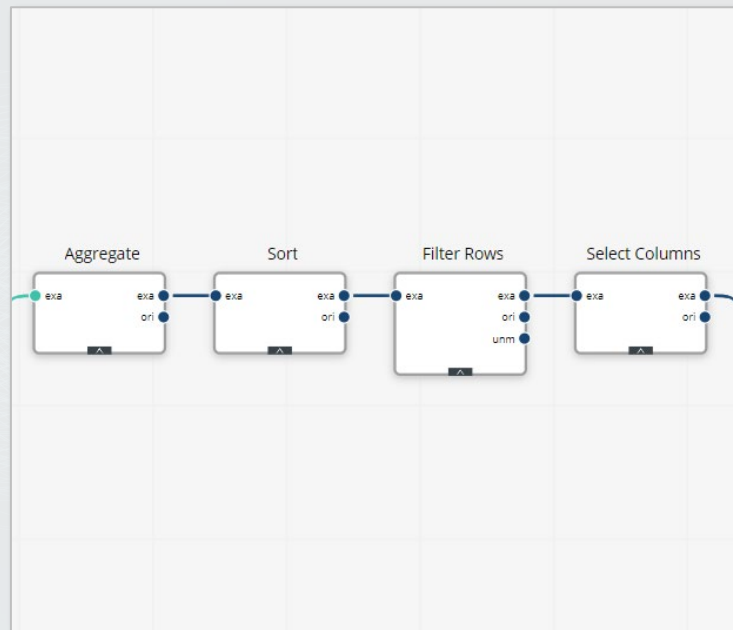 Aggregate
exa exa
ori
Sort
exa exa
ori
Filter Rows
exa exa
ori
unm
Select Columns
exa exa
ori